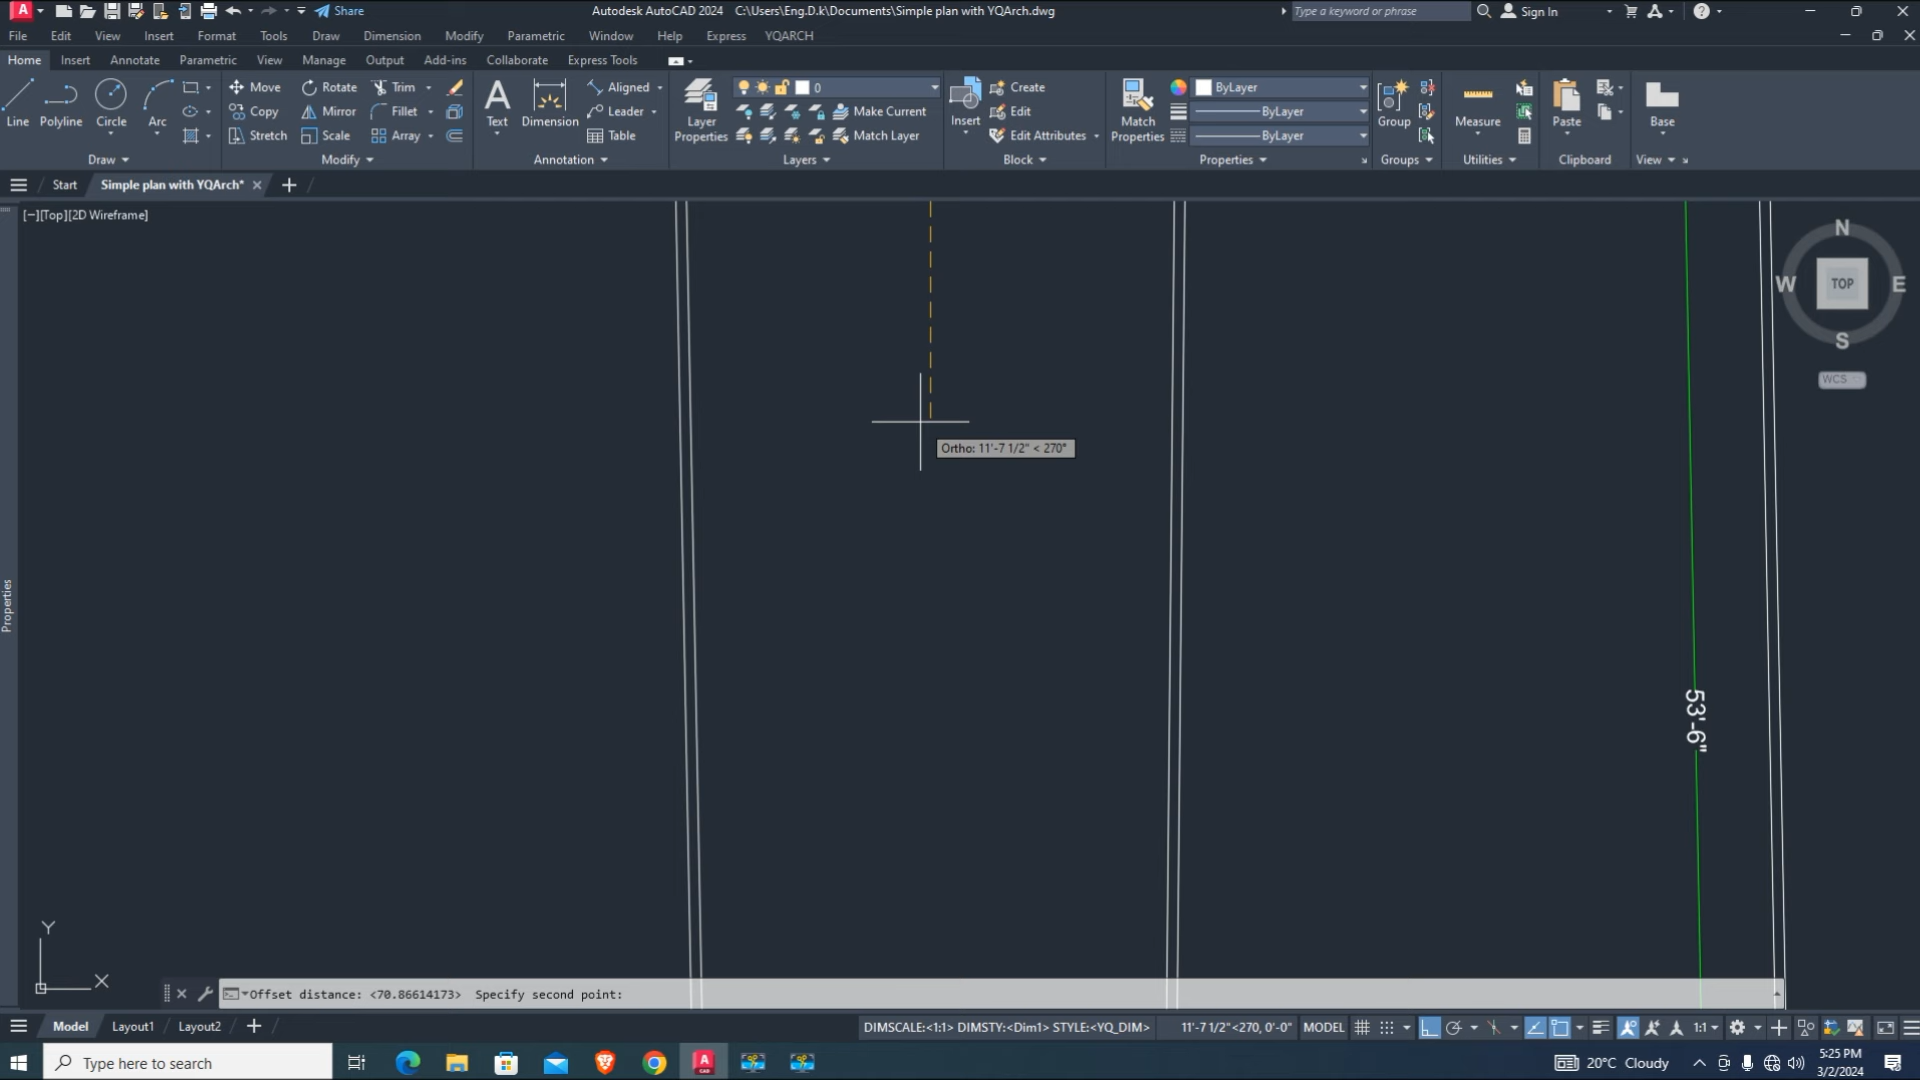 Share
Autodesk AutoCAD 2024 C:\Users\Eng.D.k\Documents\Simple plan with YQArch.dwg
Type a keyword or phrase
Sign In
File Edit View Insert Format Tools Draw Dimension Modify Parametric Window Help Express YQARCH
Home Insert Annotate Parametric View Manage Output Add-ins Collaborate Express Tools
Line Polyline Circle Arc
Draw
Move Rotate Trim
Copy Mirror Fillet
Stretch Scale Array
Modify
Text Dimension
Aligned
Leader
Table
Annotation
Layer Properties
0
Make Current
Match Layer
Layers
Insert
Create
Edit
Edit Attributes
Block
Match Properties
ByLayer
ByLayer
ByLayer
Properties
Group
Groups
Measure
Utilities
Paste
Clipboard
Base
View
Start Simple plan with YQArch*
[−][Top][2D Wireframe]
N
W TOP E
S
WCS
Ortho: 11'-7 1/2" < 270°
53'-6"
Properties
Y
X
Offset distance: <70.86614173> Specify second point:
Model Layout1 Layout2
DIMSCALE:<1:1> DIMSTY:<Dim1> STYLE:<YQ_DIM> 11'-7 1/2"<270, 0'-0" MODEL 1:1
Type here to search
20°C Cloudy
5:25 PM
3/2/2024